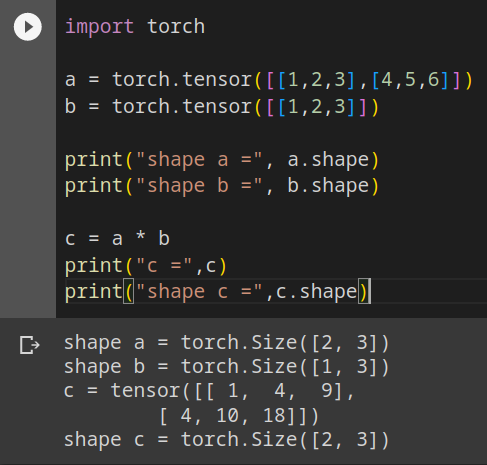 import torch
a = torch.tensor([[1,2,3],[4,5,6]])
b = torch.tensor([[1,2,3]])
print("shape a =", a.shape)
print("shape b =", b.shape)
c = a * b
print("c =",c)
print("shape c =",c.shape)
shape a = torch.Size([2, 3])
shape b = torch.Size([1, 3])
c = tensor([[ 1,  4,  9],
        [ 4, 10, 18]])
shape c = torch.Size([2, 3])